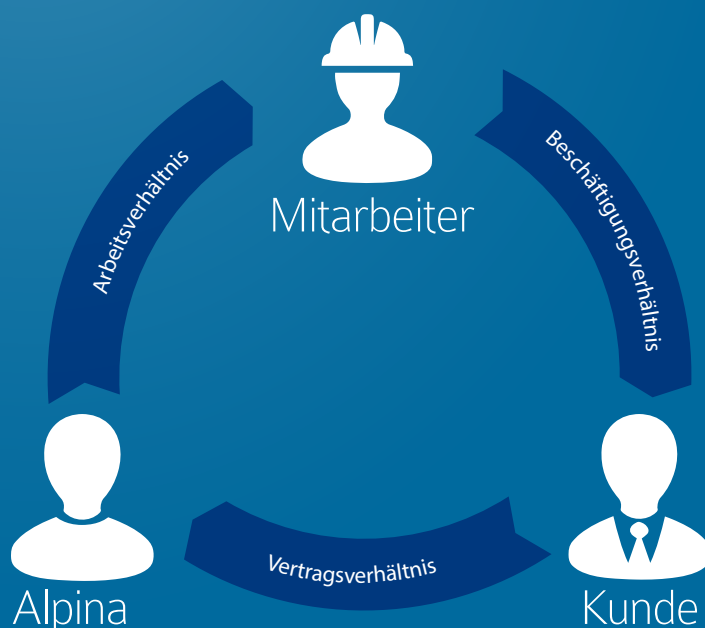 Mitarbeiter
Arbeitsverhältnis
Beschäftigungsverhältnis
Vertragsverhältnis
Alpina
Kunde